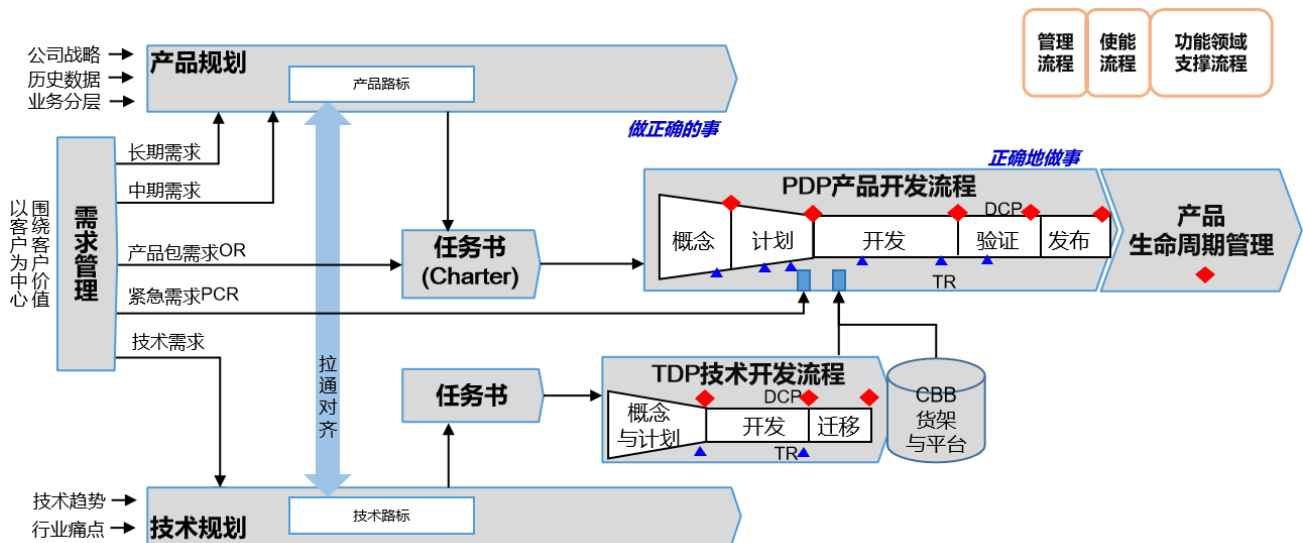 管理
流程
使能
流程
功能领域
支撑流程
公司战略
历史数据
业务分层
产品规划
产品路标
做正确的事
长期需求
中期需求
产品包需求OR
紧急需求PCR
技术需求
需求管理
围绕客户价值
以客户为中心
任务书
(Charter)
正确地做事
PDP产品开发流程
DCP
概念
计划
开发
验证
发布
TR
产品
生命周期管理
拉通对齐
任务书
TDP技术开发流程
DCP
概念
与计划
开发
迁移
TR
CBB
货架
与平台
技术趋势
行业痛点
技术规划
技术路标